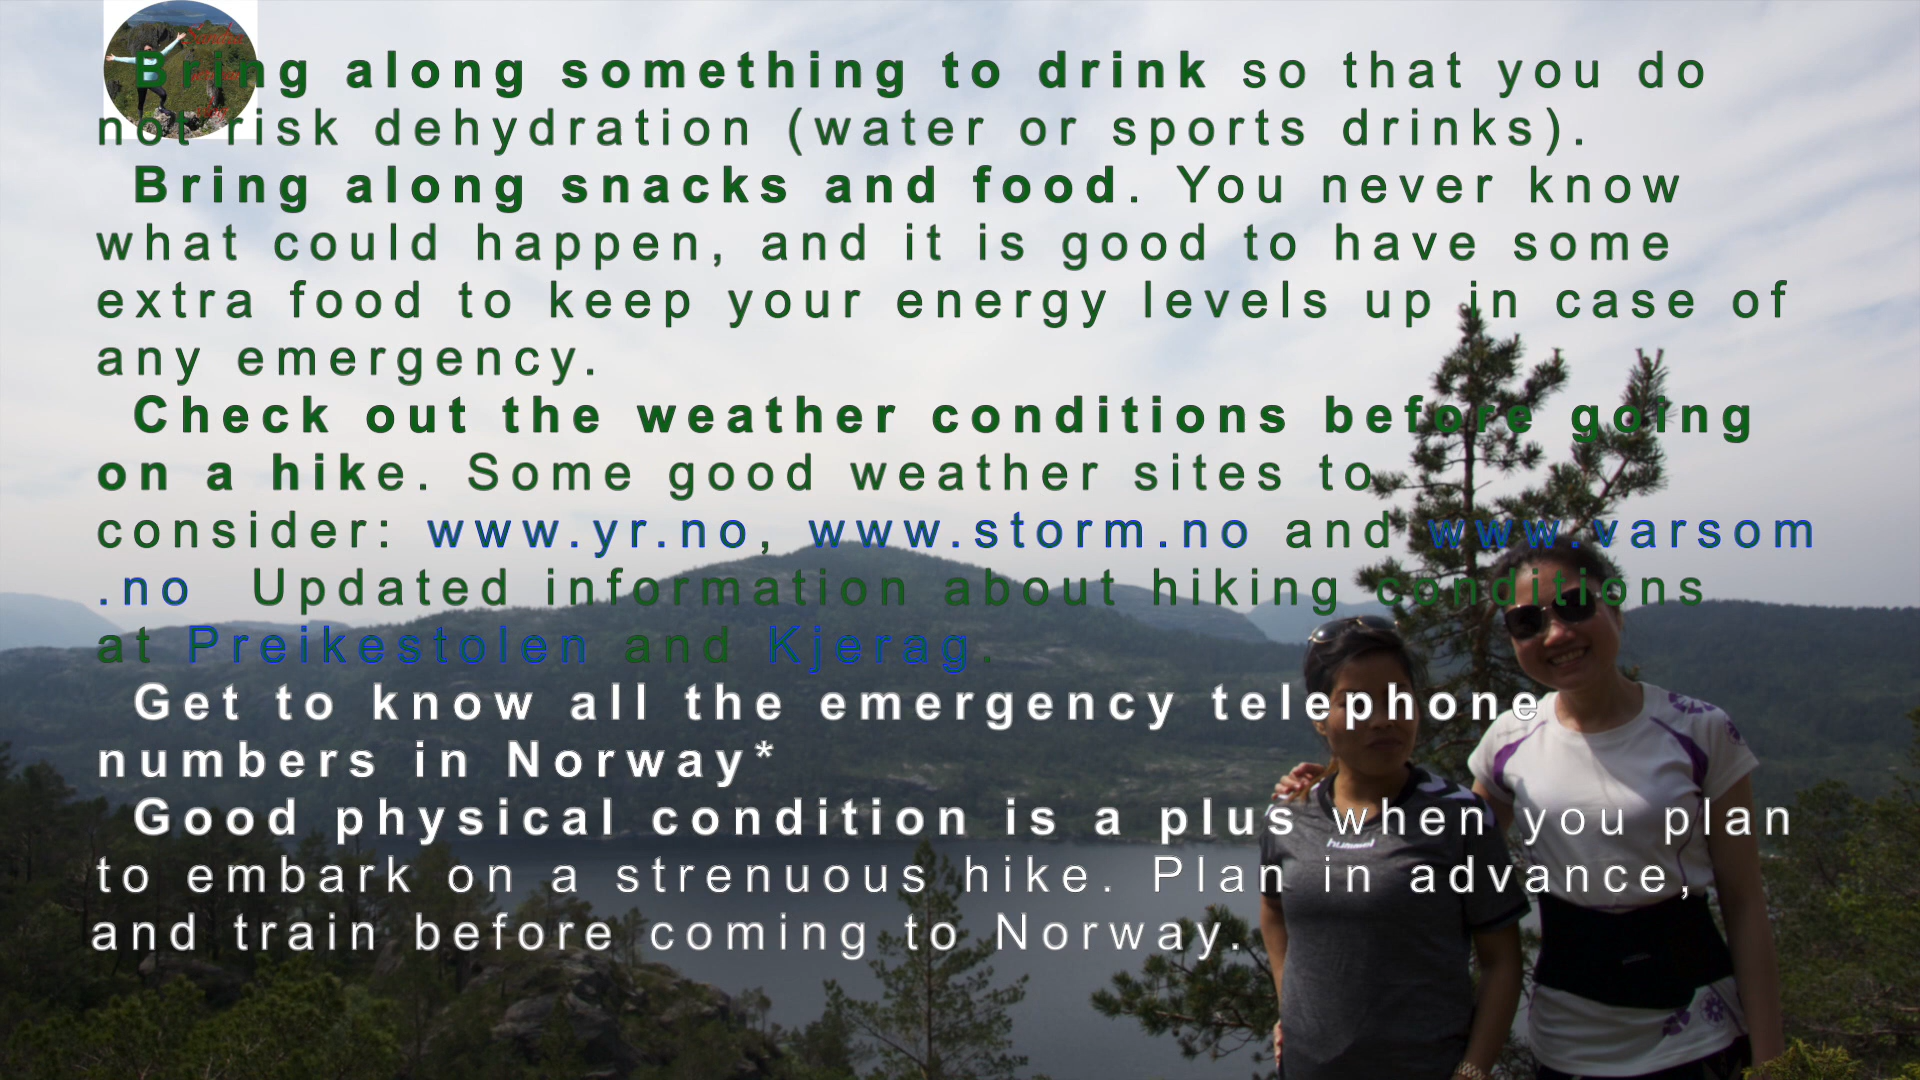 Bring along something to drink so that you do
not risk dehydration (water or sports drinks).
Bring along snacks and food. You never know
what could happen, and it is good to have some
extra food to keep your energy levels up in case of
any emergency.
Check out the weather conditions before going
on a hike. Some good weather sites to
consider: www.yr.no, www.storm.no and www.varsom
.no Updated information about hiking conditions
at Preikestolen and Kjerag.
Get to know all the emergency telephone
numbers in Norway*
Good physical condition is a plus when you plan
to embark on a strenuous hike. Plan in advance,
and train before coming to Norway.
hummel